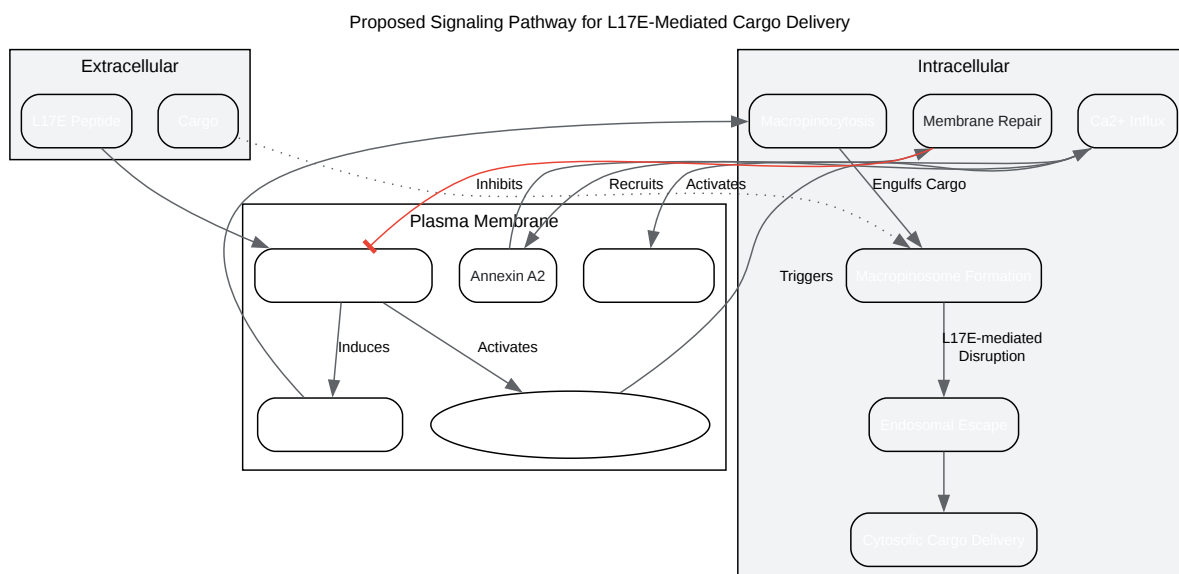 Proposed Signaling Pathway for L17E-Mediated Cargo Delivery
Extracellular
Intracellular
L17E Peptide
Cargo
Macropinocytosis
Membrane Repair
Ca2+ Influx
Inhibits
Recruits
Activates
Engulfs Cargo
Plasma Membrane
Annexin A2
Triggers
Macropinosome Formation
Induces
Activates
L17E-mediated
Disruption
Endosomal Escape
Cytosolic Cargo Delivery